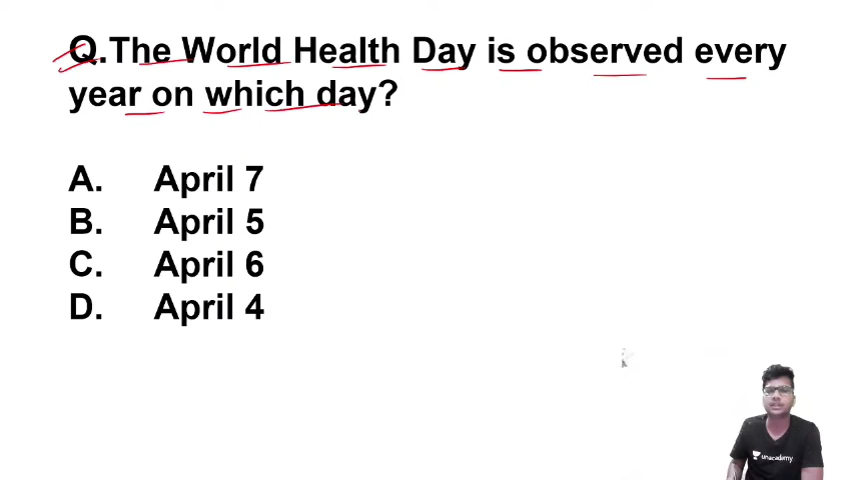 Q.The World Health Day is observed every
year on which day?
A. April 7
B. April 5
C. April 6
D. April 4
unacademy